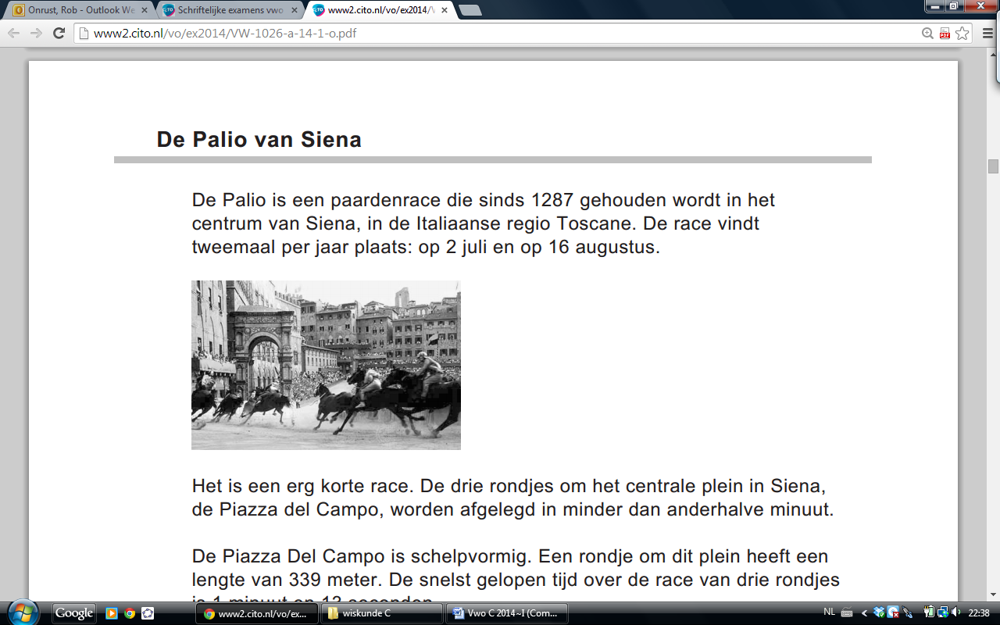 Onrust, Rob - Outlook We
Schriftelijke examens vwo
www2.cito.nl/vo/ex2014/V
www2.cito.nl/vo/ex2014/VW-1026-a-14-1-o.pdf
De Palio van Siena
De Palio is een paardenrace die sinds 1287 gehouden wordt in het
centrum van Siena, in de Italiaanse regio Toscane. De race vindt
tweemaal per jaar plaats: op 2 juli en op 16 augustus.
Het is een erg korte race. De drie rondjes om het centrale plein in Siena,
de Piazza del Campo, worden afgelegd in minder dan anderhalve minuut.
De Piazza Del Campo is schelpvormig. Een rondje om dit plein heeft een
lengte van 339 meter. De snelst gelopen tijd over de race van drie rondjes
is 1 minuut en 13 seconden
Google
www2.cito.nl/vo/ex...
wiskunde C
Vwo C 2014~I (Com...
NL
22:38